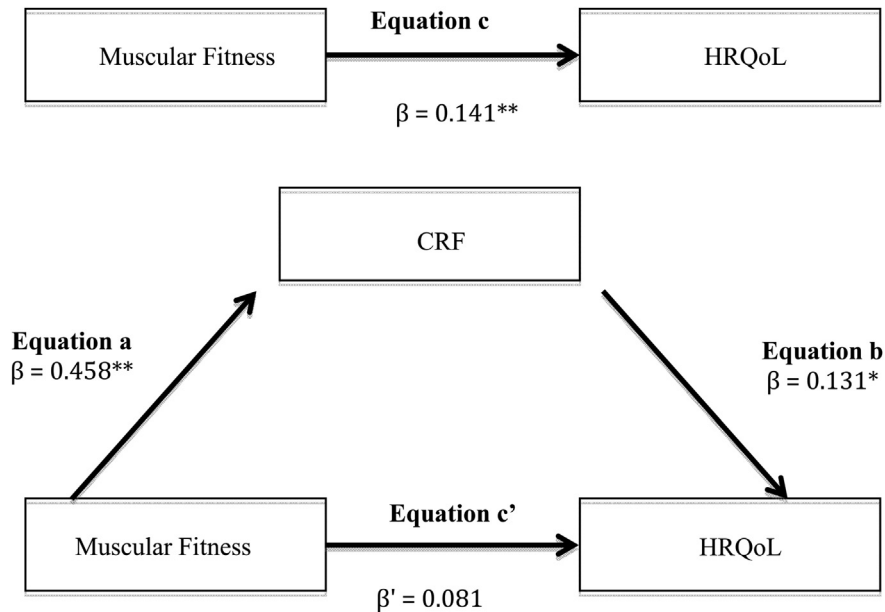 Equation c
Muscular Fitness
HRQoL
β = 0.141**
CRF
Equation a
β = 0.458**
Equation b
β = 0.131*
Equation c’
Muscular Fitness
HRQoL
β' = 0.081